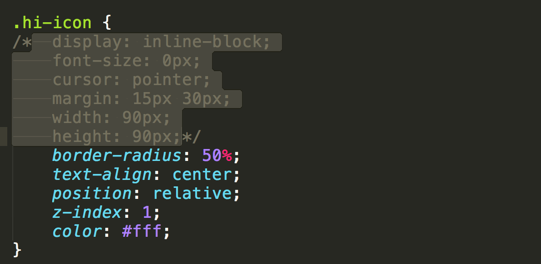 .hi-icon {
/*  display: inline-block;
    font-size: 0px;
    cursor: pointer;
    margin: 15px 30px;
    width: 90px;
    height: 90px;*/
    border-radius: 50%;
    text-align: center;
    position: relative;
    z-index: 1;
    color: #fff;
}